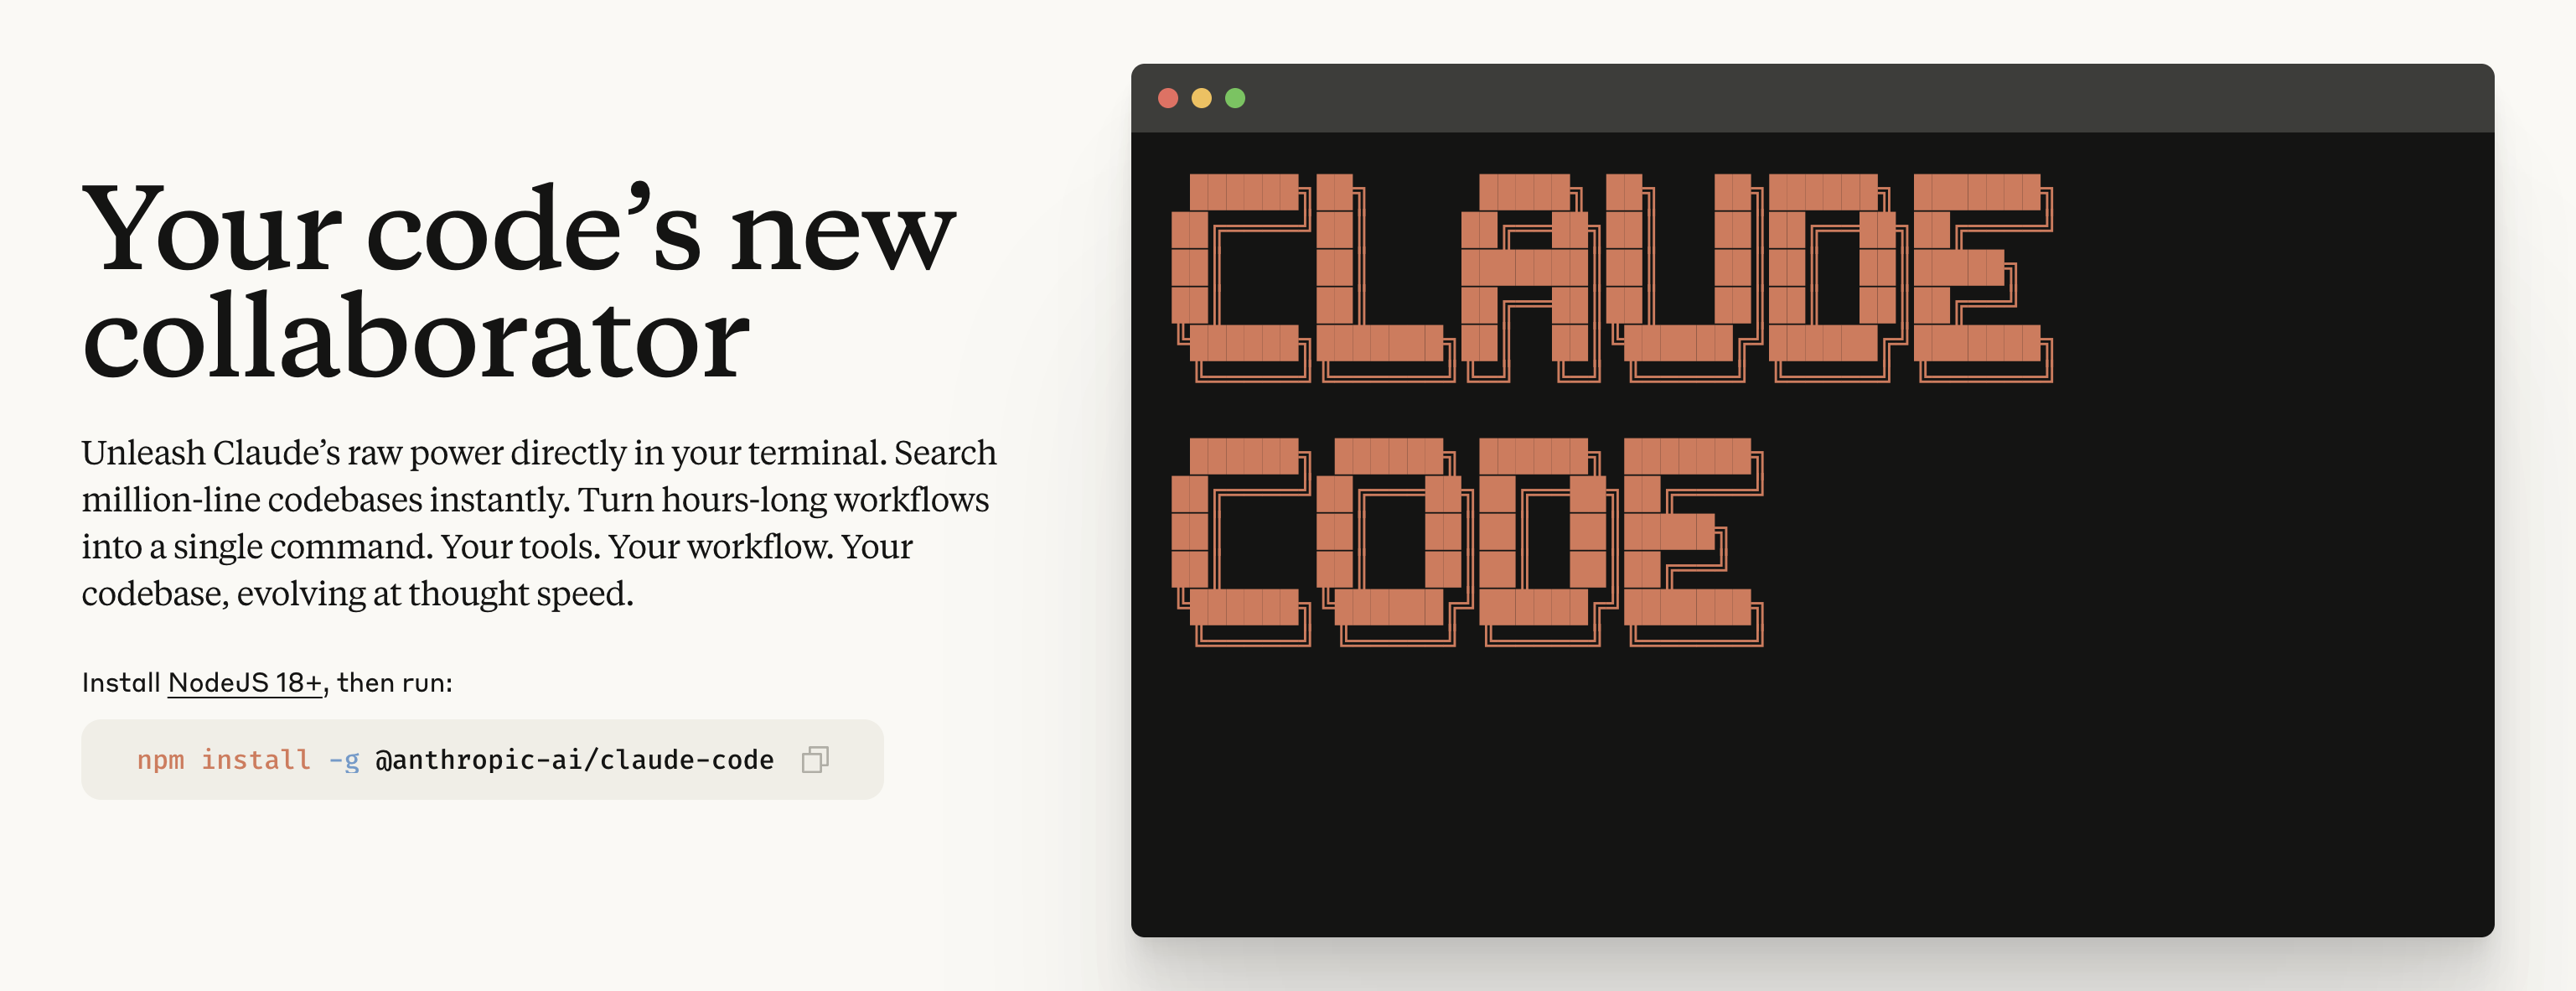 Your code’s new
collaborator
Unleash Claude’s raw power directly in your terminal. Search
million-line codebases instantly. Turn hours-long workflows
into a single command. Your tools. Your workflow. Your
codebase, evolving at thought speed.
Install NodeJS 18+, then run:
npm install -g @anthropic-ai/claude-code
CLAUDE
CODE